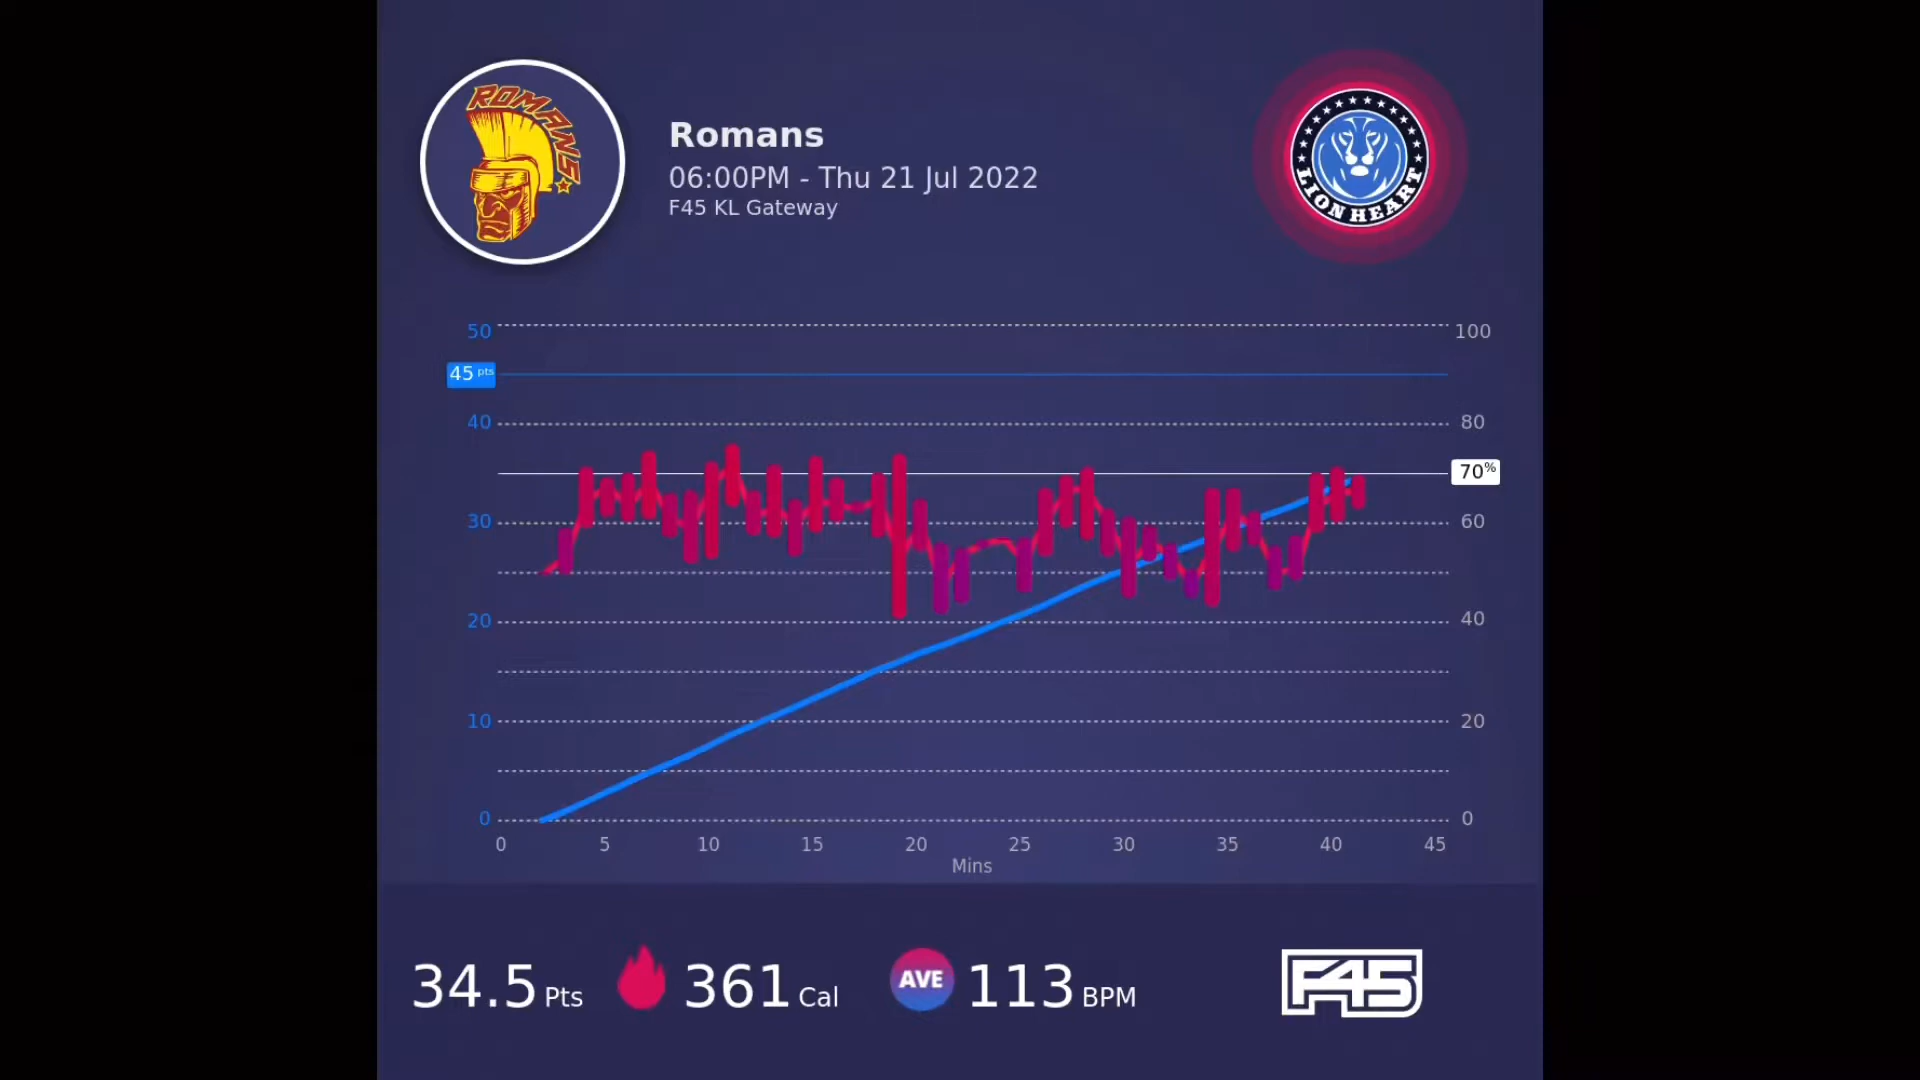 ROMANS
Romans
06:00PM - Thu 21 Jul 2022
F45 KL Gateway
LIONHEART
50
100
45 pts
40
80
70%
30
60
20
40
10
20
0
0
0 5 10 15 20 25 30 35 40 45
Mins
34.5 Pts
361 Cal
AVE 113 BPM
F45